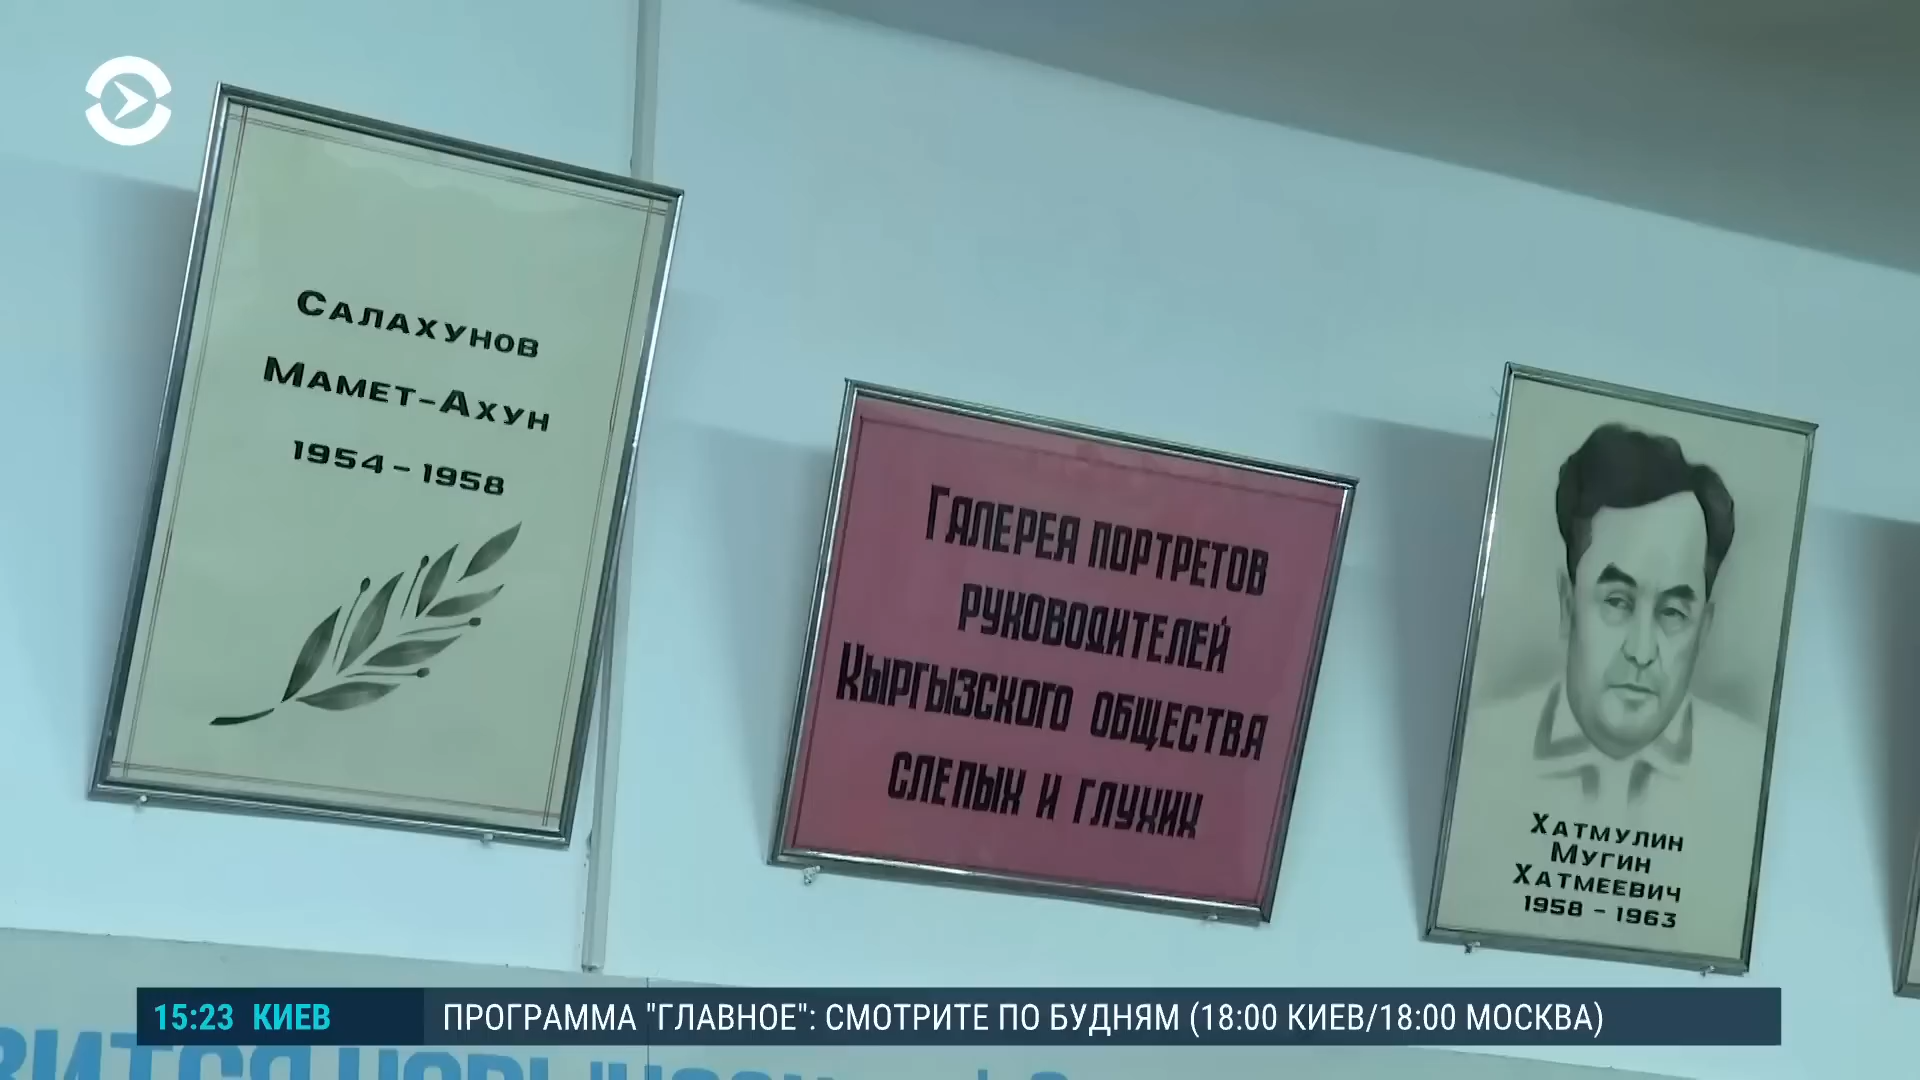 Салахунов
Мамет-Ахун
1954-1958
Галерея портретов
руководителей
Кыргызского общества
слепых и глухих
Хатмулин
Мугин
Хатмеевич
1958 - 1963
15:23 КИЕВ
ПРОГРАММА "ГЛАВНОЕ": СМОТРИТЕ ПО БУДНЯМ (18:00 КИЕВ/18:00 МОСКВА)